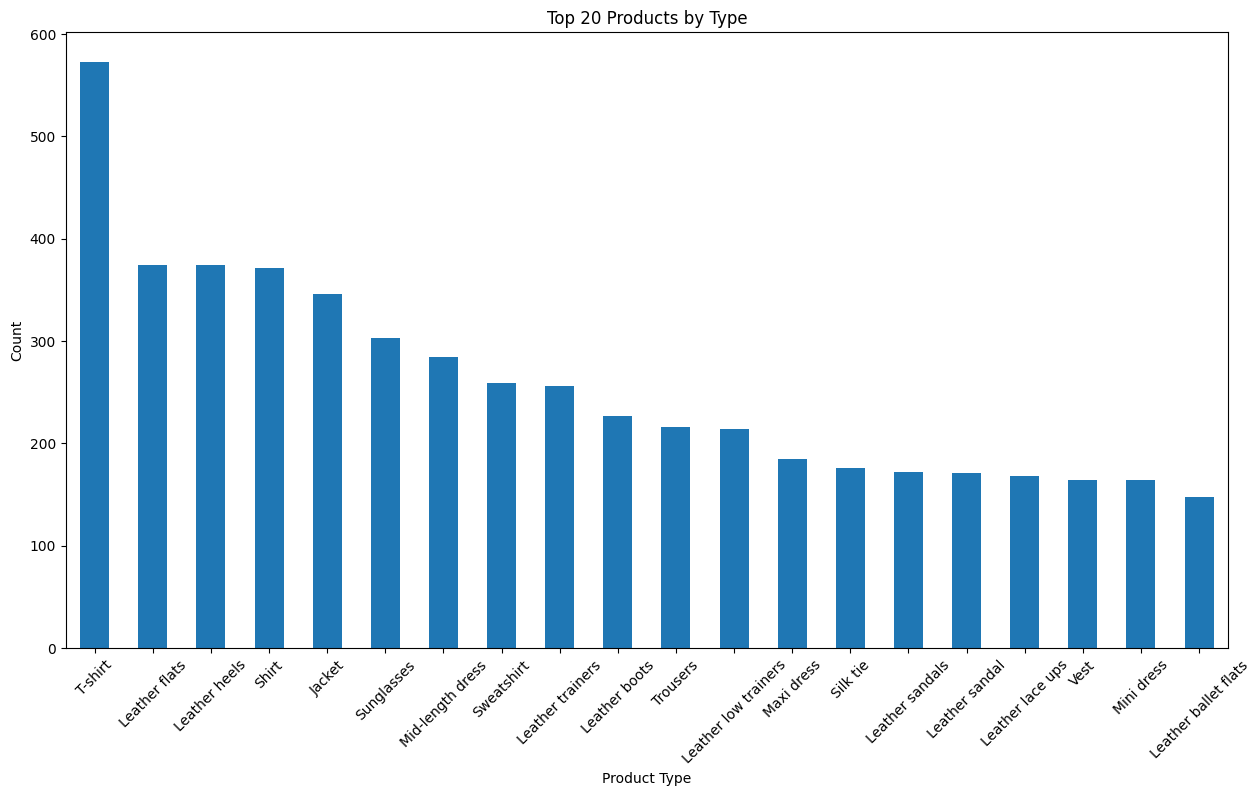 Top 20 Products by Type
600
500
400
300
200
100
0
Count
T-shirt
Leather flats
Leather heels
Shirt
Jacket
Sunglasses
Mid-length dress
Sweatshirt
Leather trainers
Leather boots
Trousers
Leather low trainers
Maxi dress
Silk tie
Leather sandals
Leather sandal
Leather lace ups
Vest
Mini dress
Leather ballet flats
Product Type